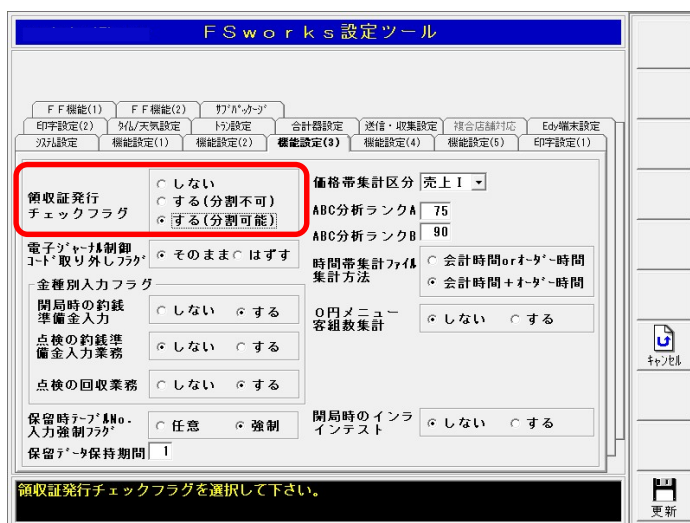 FSworks設定ツール
FF機能(1) FF機能(2) ｻﾌﾞﾊﾟｯｹｰｼﾞ
印字設定(2) ﾀｲﾑ/天気設定 ﾄﾗﾝ設定 合計器設定 送信・収集設定 複合店舗対応 Edy端末設定
ｼｽﾃﾑ設定 機能設定(1) 機能設定(2) 機能設定(3) 機能設定(4) 機能設定(5) 印字設定(1)
領収証発行
チェックフラグ
しない
する(分割不可)
する(分割可能)
価格帯集計区分 売上Ⅰ
ABC分析ランクA 75
ABC分析ランクB 90
電子ｼﾞｬｰﾅﾙ制御
ｺｰﾄﾞ取り外しﾌﾗｸﾞ
そのまま はずす
時間帯集計ﾌｧｲﾙ
集計方法
会計時間orｵｰﾀﾞｰ時間
会計時間+ｵｰﾀﾞｰ時間
金種別入力フラグ
開局時の釣銭
準備金入力
しない する
0円メニュー
客組数集計
しない する
点検の釣銭準
備金入力業務
しない する
点検の回収業務 しない する
保留時ﾃｰﾌﾞﾙNo.
入力強制ﾌﾗｸﾞ
任意 強制
開局時のインラ
インテスト
しない する
保留ﾃﾞｰﾀ保持期間 1
領収証発行チェックフラグを選択して下さい。
ｷｬﾝｾﾙ
更新